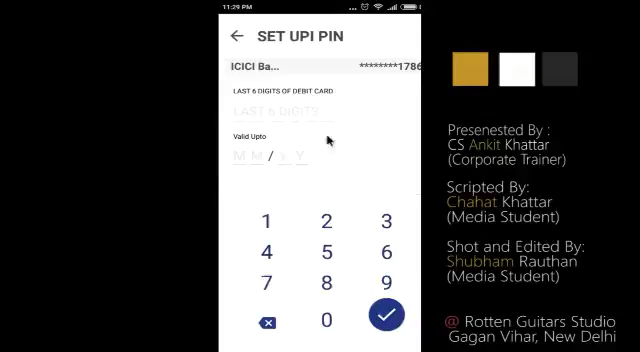 11:29 PM
SET UPI PIN
ICICI Ba... ********1786
LAST 6 DIGITS OF DEBIT CARD
LAST 6 DIGITS
Valid Upto
M M / Y Y
1 2 3
4 5 6
7 8 9
0
Presenested By :
CS Ankit Khattar
(Corporate Trainer)
Scripted By:
Chahat Khattar
(Media Student)
Shot and Edited By:
Shubham Rauthan
(Media Student)
@ Rotten Guitars Studio
Gagan Vihar, New Delhi